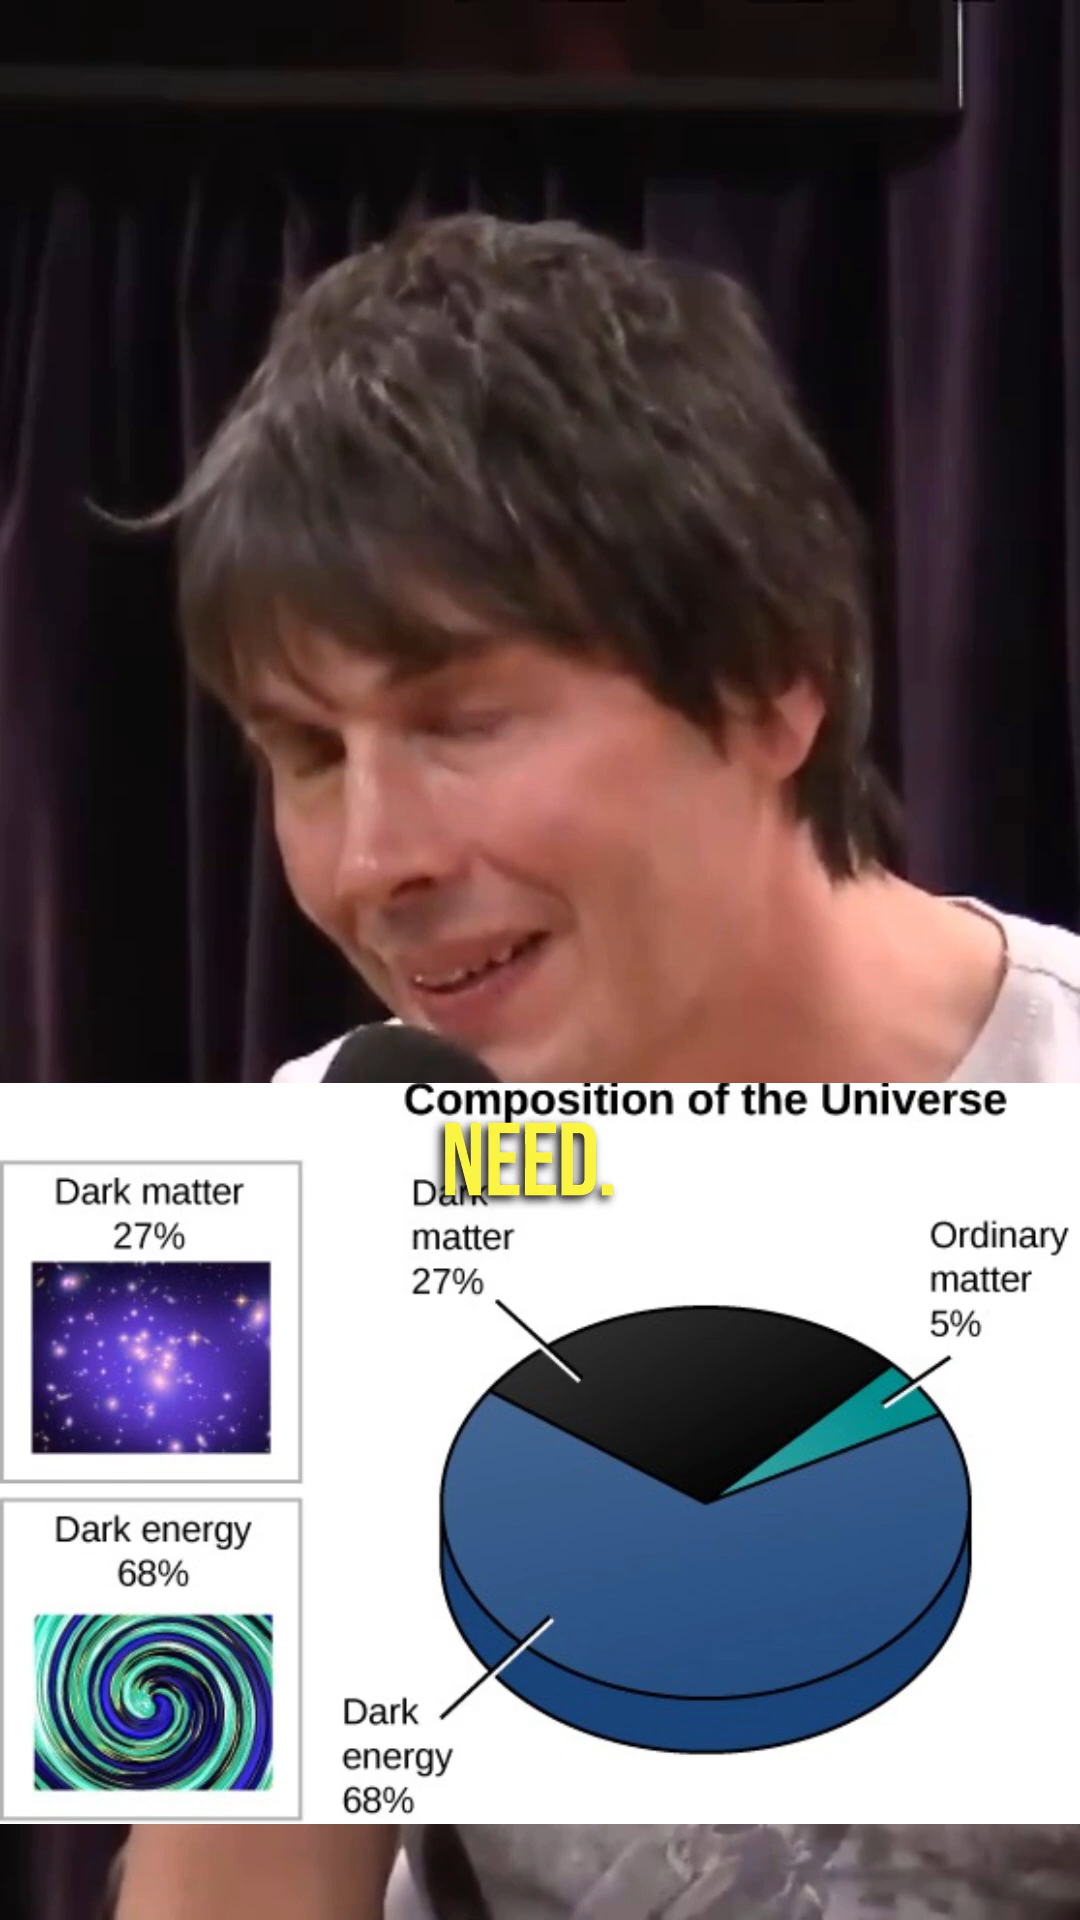 Composition of the Universe
NEED.
Dark matter
27%
Dark energy
68%
Dark
matter
27%
Ordinary
matter
5%
Dark
energy
68%